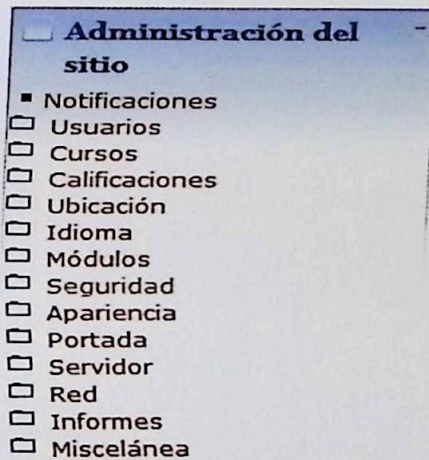 Administración del
sitio
Notificaciones
Usuarios
Cursos
Calificaciones
Ubicación
Idioma
Módulos
Seguridad
Apariencia
Portada
Servidor
Red
Informes
Miscelánea